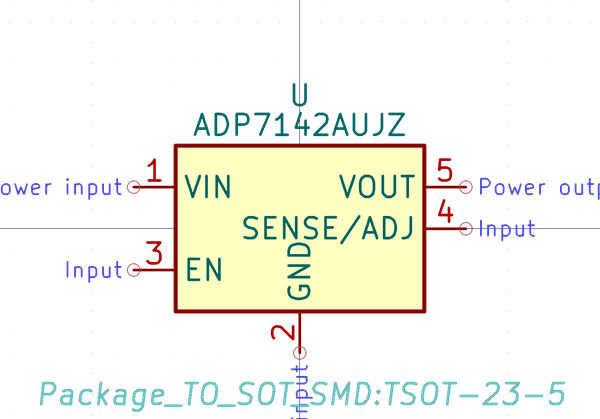 U
ADP7142AUJZ
ower input 1 VIN VOUT 5 Power outp
SENSE/ADJ 4 Input
Input 3 EN
GND
2
input
Package_TO_SOT_SMD:TSOT-23-5